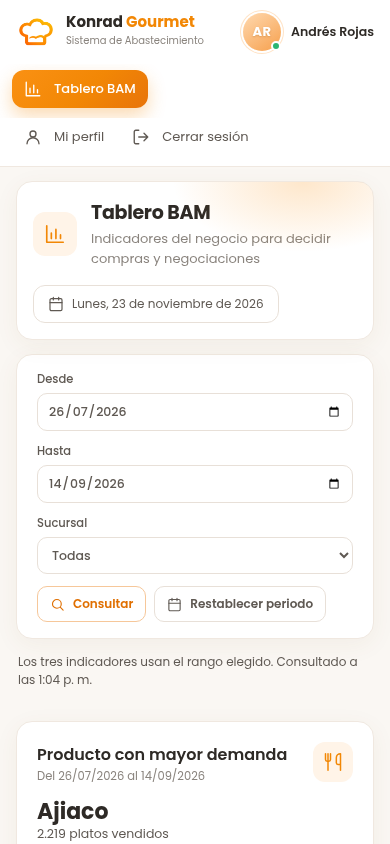 Konrad Gourmet
Sistema de Abastecimiento
AR
Andrés Rojas
Tablero BAM
Mi perfil
Cerrar sesión
Tablero BAM
Indicadores del negocio para decidir
compras y negociaciones
Lunes, 23 de noviembre de 2026
Desde
26/07/2026
Hasta
14/09/2026
Sucursal
Todas
Consultar
Restablecer periodo
Los tres indicadores usan el rango elegido. Consultado a
las 1:04 p. m.
Producto con mayor demanda
Del 26/07/2026 al 14/09/2026
Ajiaco
2.219 platos vendidos